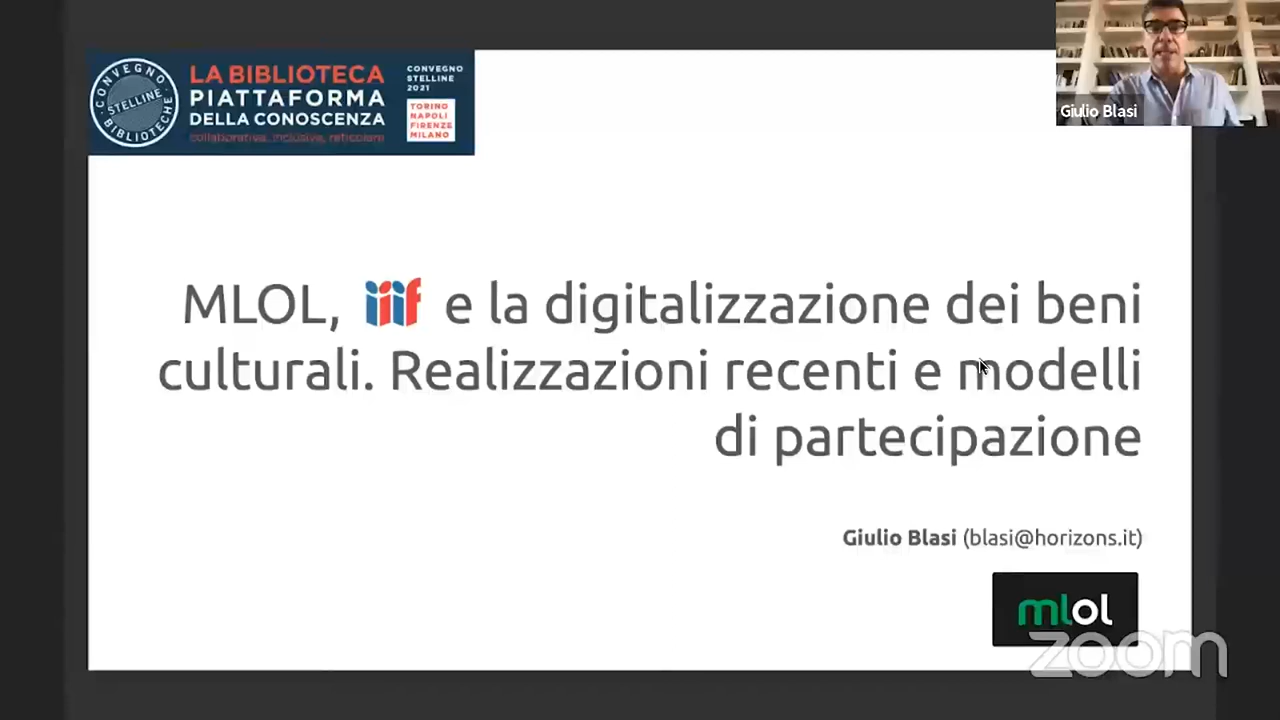 CONVEGNO
STELLINE
BIBLIOTECHE
LA BIBLIOTECA
PIATTAFORMA
DELLA CONOSCENZA
collaborativa, inclusiva, reticolare
CONVEGNO
STELLINE
2021
TORINO
NAPOLI
FIRENZE
MILANO
Giulio Blasi
MLOL, iiif e la digitalizzazione dei beni
culturali. Realizzazioni recenti e modelli
di partecipazione
Giulio Blasi (blasi@horizons.it)
mlol
zoom